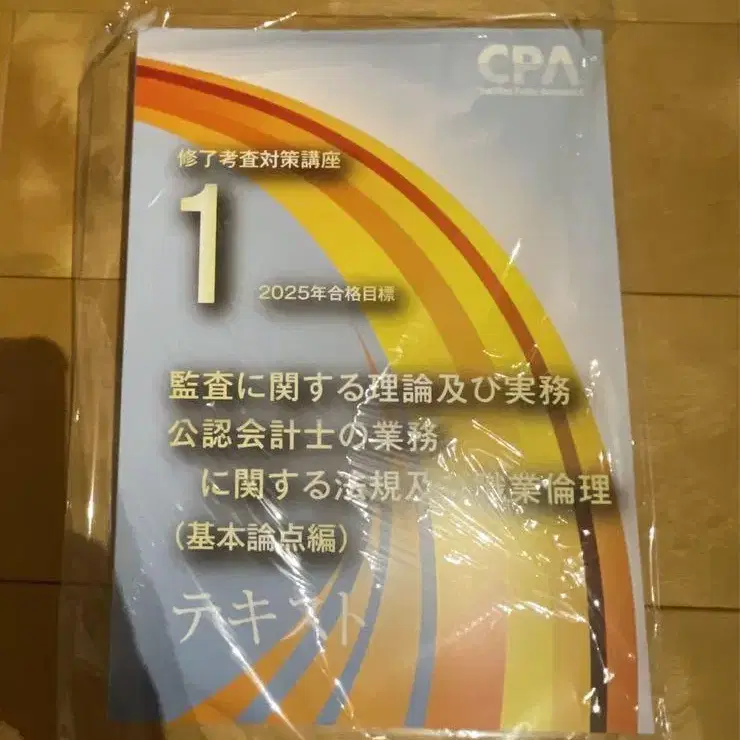 CPA
修了考査対策講座
1
2025年合格目標
監査に関する理論及び実務
公認会計士の業務
に関する法規及 職業倫理
(基本論点編)
テキスト